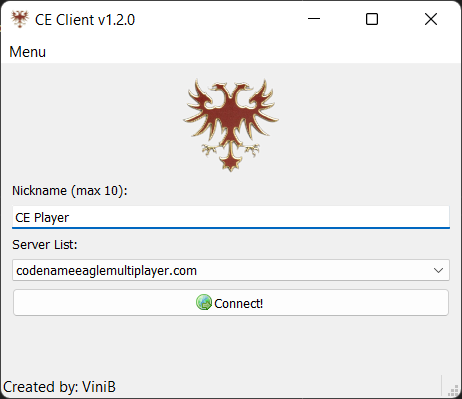 CE Client v1.2.0
Menu
Nickname (max 10):
CE Player
Server List:
codenameeaglemultiplayer.com
Connect!
Created by: ViniB